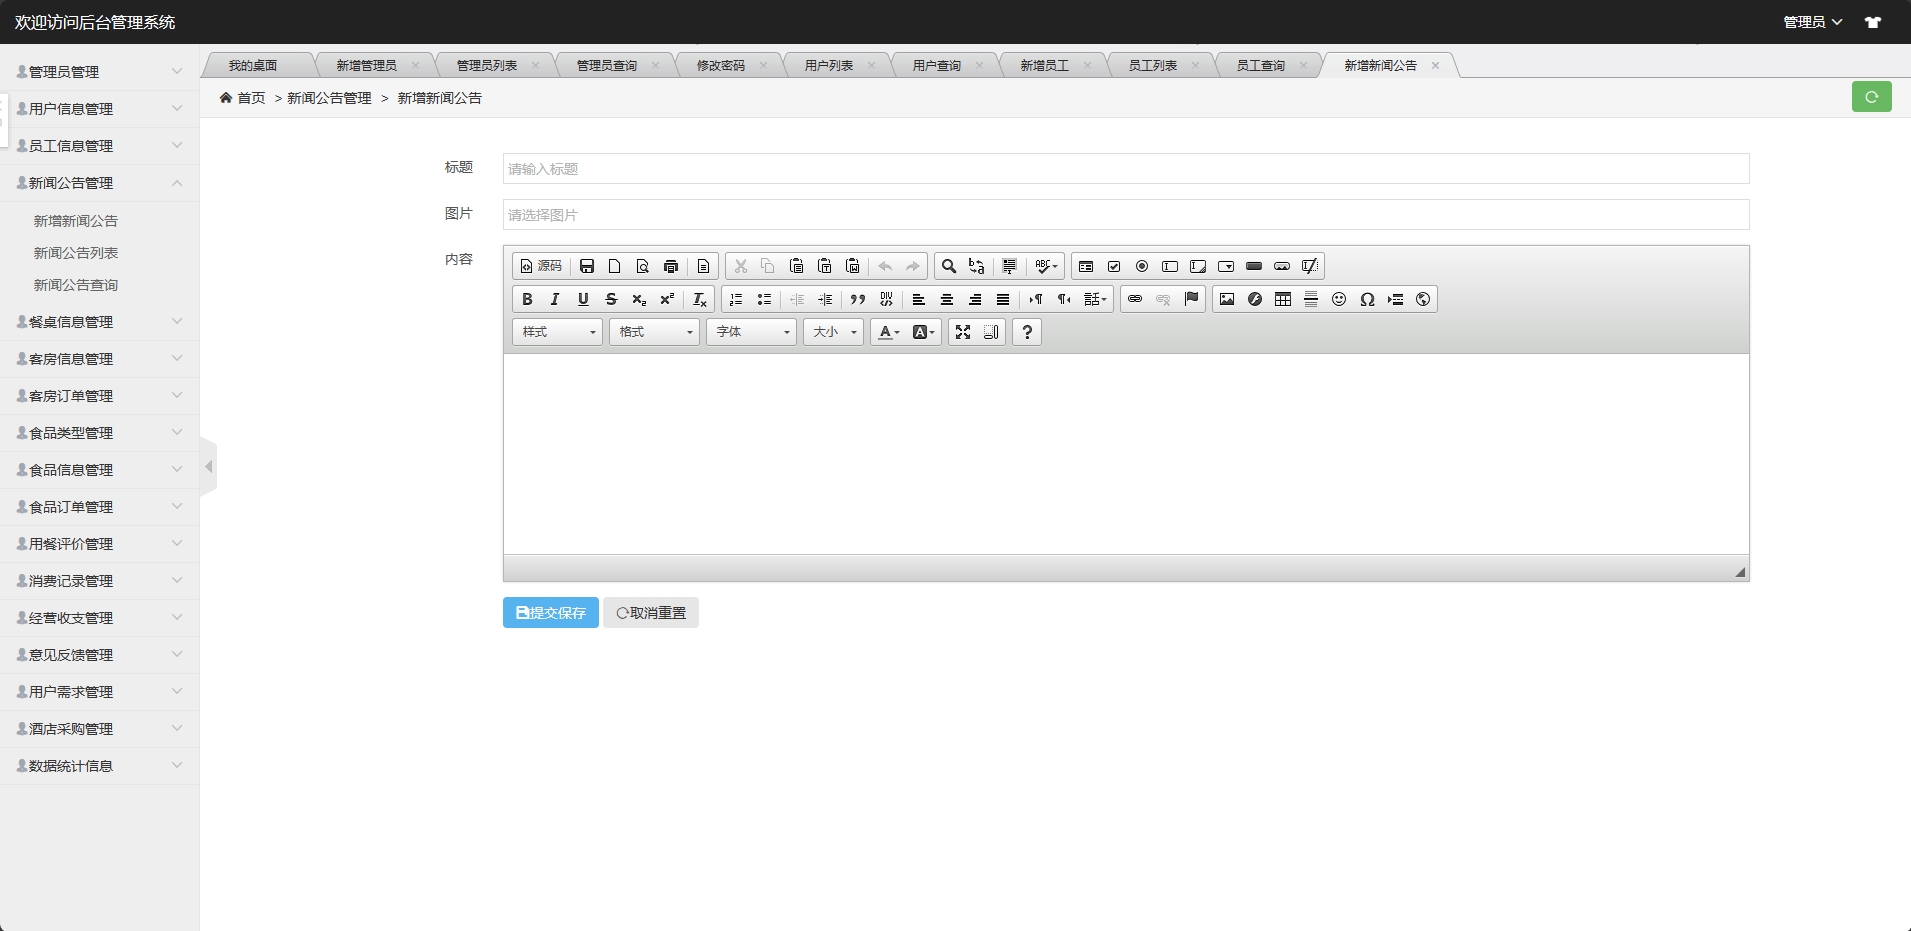 欢迎访问后台管理系统
管理员
管理员管理
用户信息管理
员工信息管理
新闻公告管理
新增新闻公告
新闻公告列表
新闻公告查询
餐桌信息管理
客房信息管理
客房订单管理
食品类型管理
食品信息管理
食品订单管理
用餐评价管理
消费记录管理
经营收支管理
意见反馈管理
用户需求管理
酒店采购管理
数据统计信息
我的桌面 新增管理员 管理员列表 管理员查询 修改密码 用户列表 用户查询 新增员工 员工列表 员工查询 新增新闻公告
首页 > 新闻公告管理 > 新增新闻公告
标题 请输入标题
图片 请选择图片
内容
源码
样式 格式 字体 大小
提交保存 取消重置